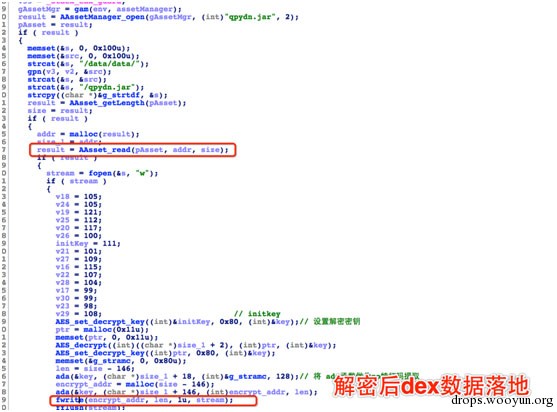 gAssetMgr = gam(env, assetManager);
result = AAssetManager_open(gAssetMgr, (int)"qpydn.jar", 2);
pAsset = result;
if ( result )
{
memset(&s, 0, 0x100u);
memset(&src, 0, 0x100u);
strcat(&s, "/data/data/");
gpn(v3, v2, &src);
strcat(&s, &src);
strcat(&s, "/qpydn.jar");
strcpy((char *)&g_strtdf, &s);
result = AAsset_getLength(pAsset);
size = result;
if ( result )
{
addr = malloc(result);
size_1 = addr;
result = AAsset_read(pAsset, addr, size);
if ( result )
{
stream = fopen(&s, "w");
if ( stream )
{
v18 = 105;
v24 = 105;
v19 = 121;
v25 = 112;
v20 = 117;
v26 = 100;
initKey = 111;
v21 = 101;
v27 = 109;
v16 = 115;
v22 = 107;
v28 = 104;
v17 = 99;
v30 = 99;
v23 = 98;
v29 = 108; // initkey
AES_set_decrypt_key((int)&initKey, 0x80, (int)&key);// 设置解密密钥
ptr = malloc(0x11u);
memset(ptr, 0, 0x11u);
AES_decrypt((int)((char *)size_1 + 2), (int)ptr, (int)&key);
AES_set_decrypt_key((int)ptr, 0x80, (int)&key);
memset(&g_stramc, 0, 0x80u);
len = size - 146;
ada(&key, (char *)size_1 + 18, (int)&g_stramc, 128);// 将
encrypt_addr = malloc(size - 146);
ada(&key, (char *)size_1 + 146, (int)encrypt_addr, len);
fwrite(encrypt_addr, len, 1u, stream);
fflush(stream);
解密后dex数据落地
drops.wooyun.org